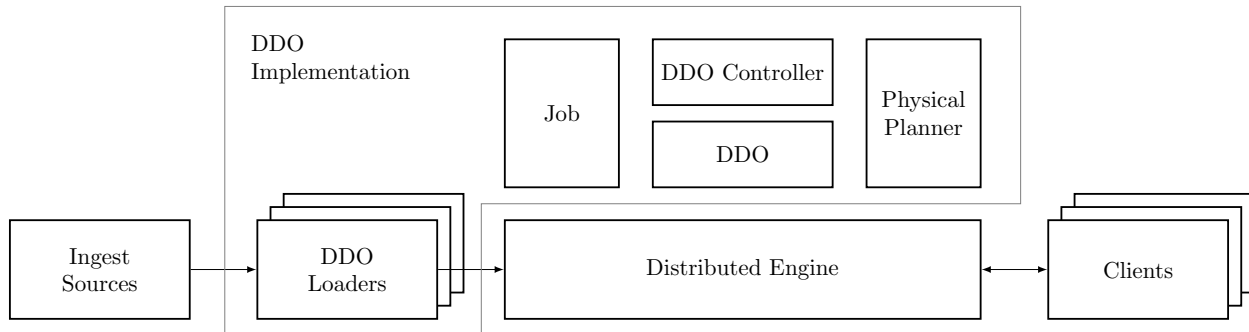 DDO
Implementation
Job
DDO Controller
DDO
Physical
Planner
Ingest
Sources
DDO
Loaders
Distributed Engine
Clients